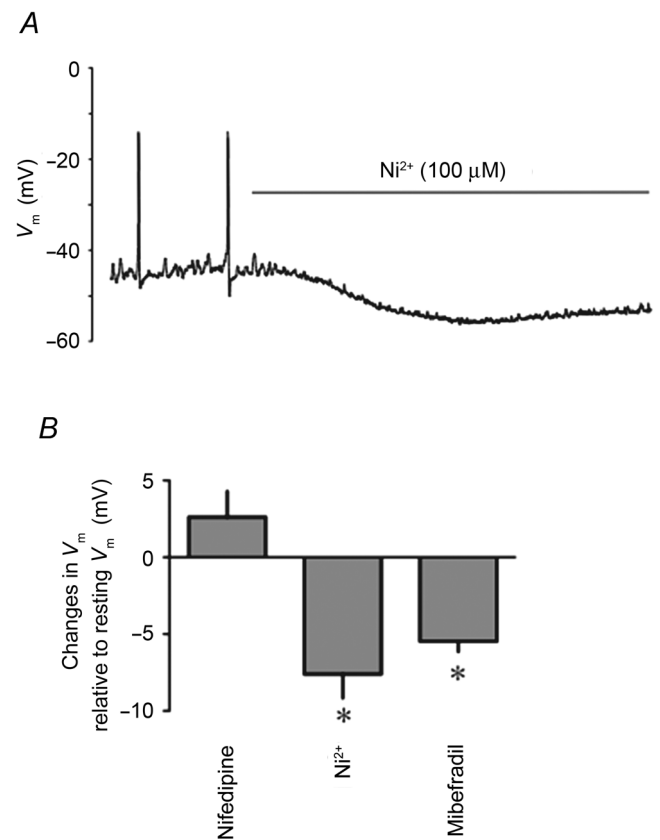 A
0
−20
−40
−60
Vm (mV)
Ni2+ (100 μM)
B
5
0
−5
−10
Changes in Vm
relative to resting Vm (mV)
*
*
Nifedipine
Ni2+
Mibefradil